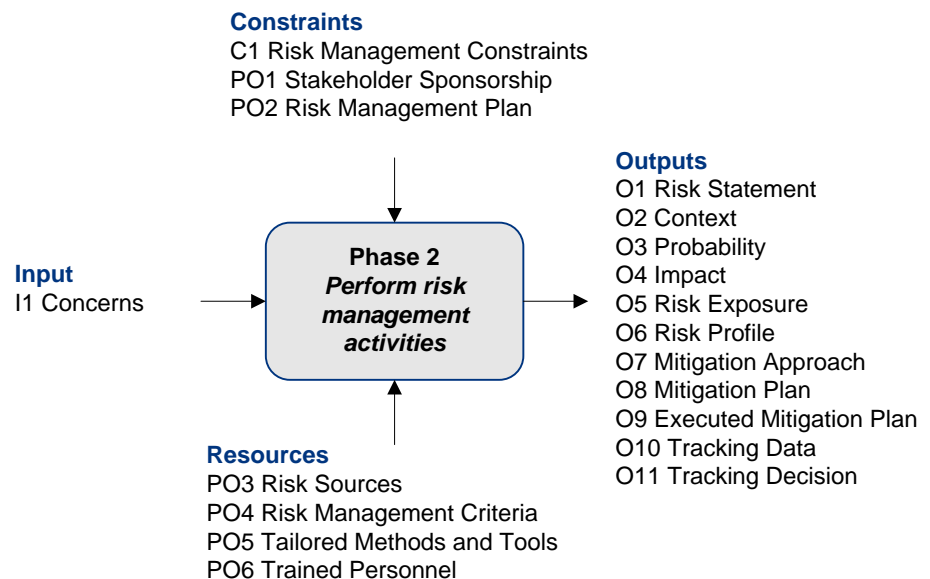 Constraints
C1 Risk Management Constraints
PO1 Stakeholder Sponsorship
PO2 Risk Management Plan
Input
I1 Concerns
Phase 2
Perform risk
management
activities
Outputs
O1 Risk Statement
O2 Context
O3 Probability
O4 Impact
O5 Risk Exposure
O6 Risk Profile
O7 Mitigation Approach
O8 Mitigation Plan
O9 Executed Mitigation Plan
O10 Tracking Data
O11 Tracking Decision
Resources
PO3 Risk Sources
PO4 Risk Management Criteria
PO5 Tailored Methods and Tools
PO6 Trained Personnel